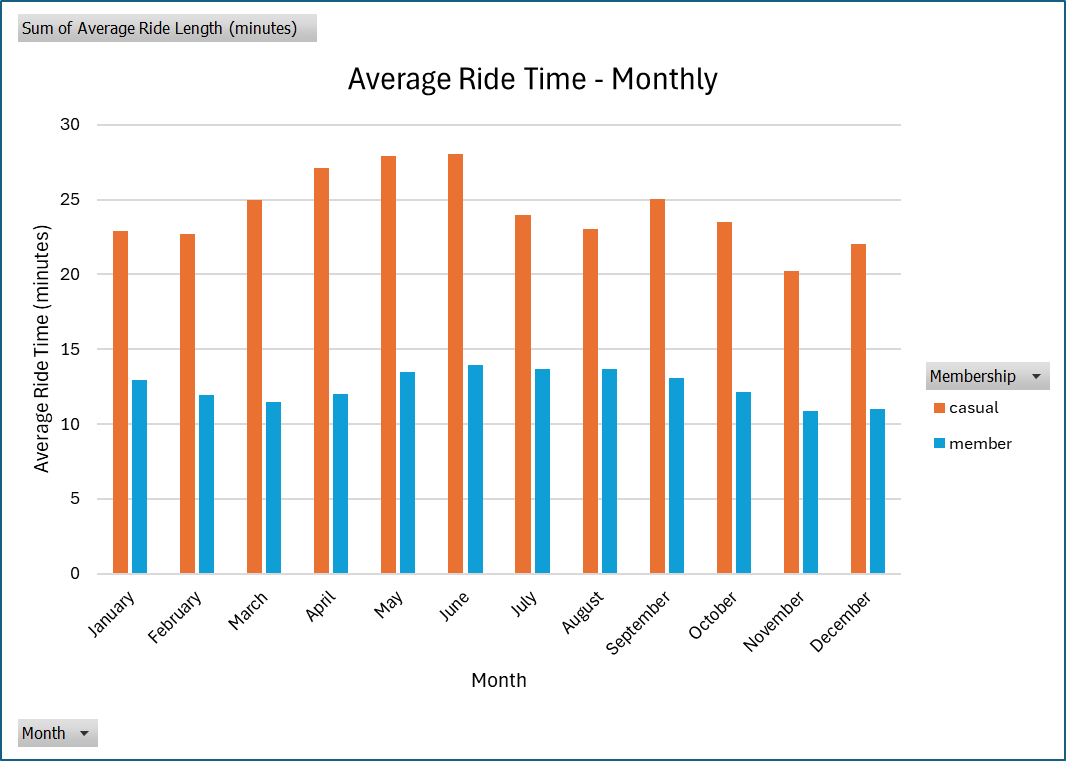 Sum of Average Ride Length (minutes)
Average Ride Time - Monthly
30
25
20
15
10
5
0
Average Ride Time (minutes)
January
February
March
April
May
June
July
August
September
October
November
December
Month
Membership
casual
member
Month